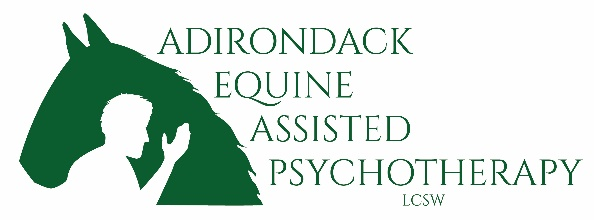 ADIRONDACK
EQUINE
ASSISTED
PSYCHOTHERAPY
LCSW